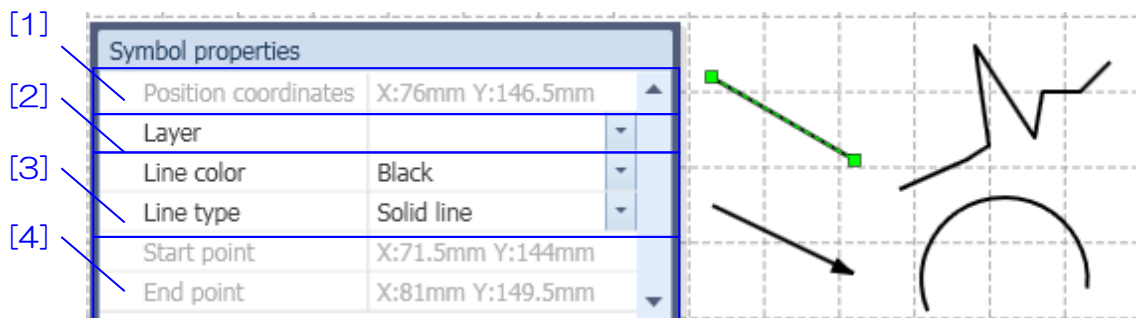 [1]
Symbol properties
Position coordinates X:76mm Y:146.5mm
[2]
Layer
[3]
Line color Black
Line type Solid line
[4]
Start point X:71.5mm Y:144mm
End point X:81mm Y:149.5mm